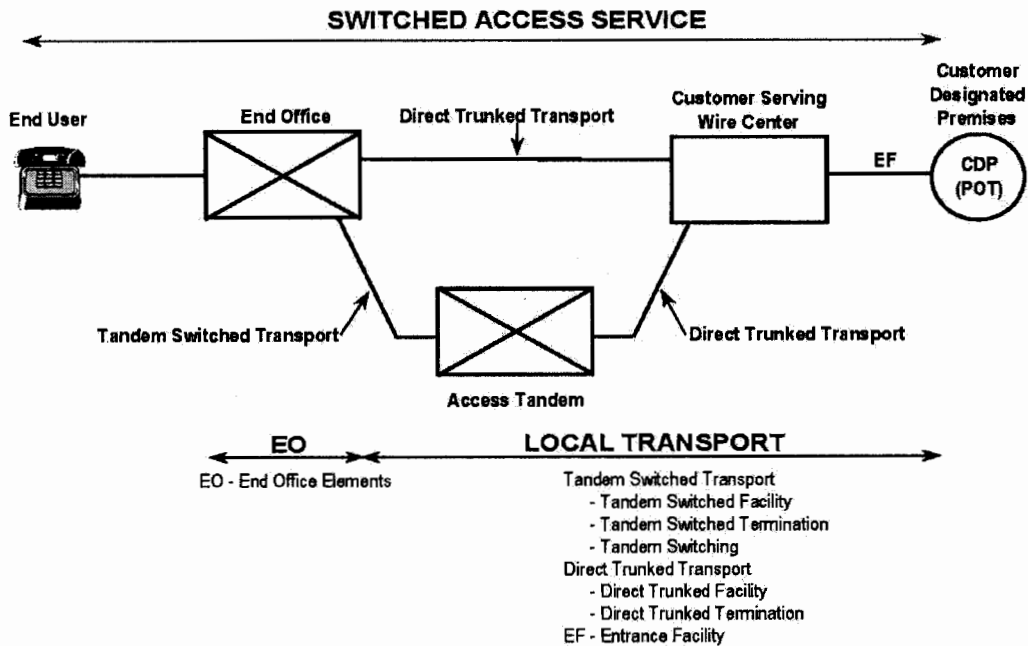 SWITCHED ACCESS SERVICE
End User
End Office
Direct Trunked Transport
Customer Serving
Wire Center
Customer
Designated
Premises
EF
CDP
(POT)
Tandem Switched Transport
Direct Trunked Transport
Access Tandem
EO
LOCAL TRANSPORT
EO - End Office Elements
Tandem Switched Transport
- Tandem Switched Facility
- Tandem Switched Termination
- Tandem Switching
Direct Trunked Transport
- Direct Trunked Facility
- Direct Trunked Termination
EF - Entrance Facility